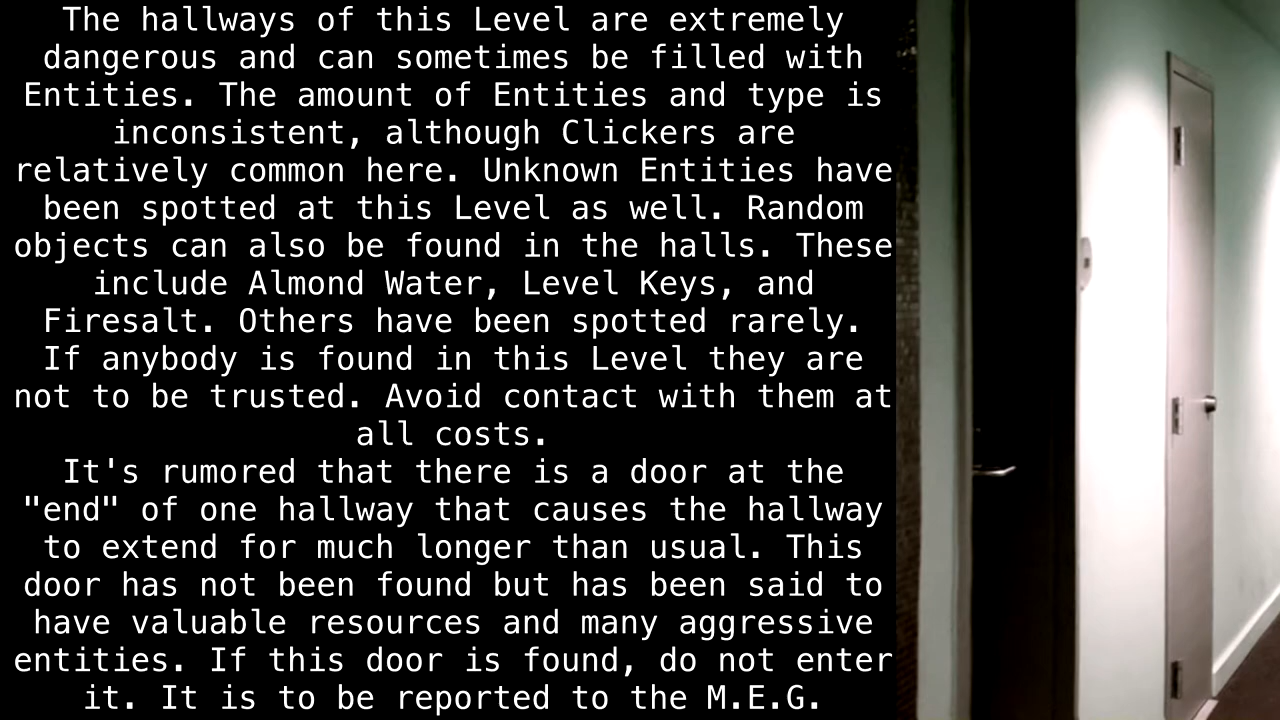 The hallways of this Level are extremely
dangerous and can sometimes be filled with
Entities. The amount of Entities and type is
inconsistent, although Clickers are
relatively common here. Unknown Entities have
been spotted at this Level as well. Random
objects can also be found in the halls. These
include Almond Water, Level Keys, and
Firesalt. Others have been spotted rarely.
If anybody is found in this Level they are
not to be trusted. Avoid contact with them at
all costs.
It's rumored that there is a door at the
"end" of one hallway that causes the hallway
to extend for much longer than usual. This
door has not been found but has been said to
have valuable resources and many aggressive
entities. If this door is found, do not enter
it. It is to be reported to the M.E.G.